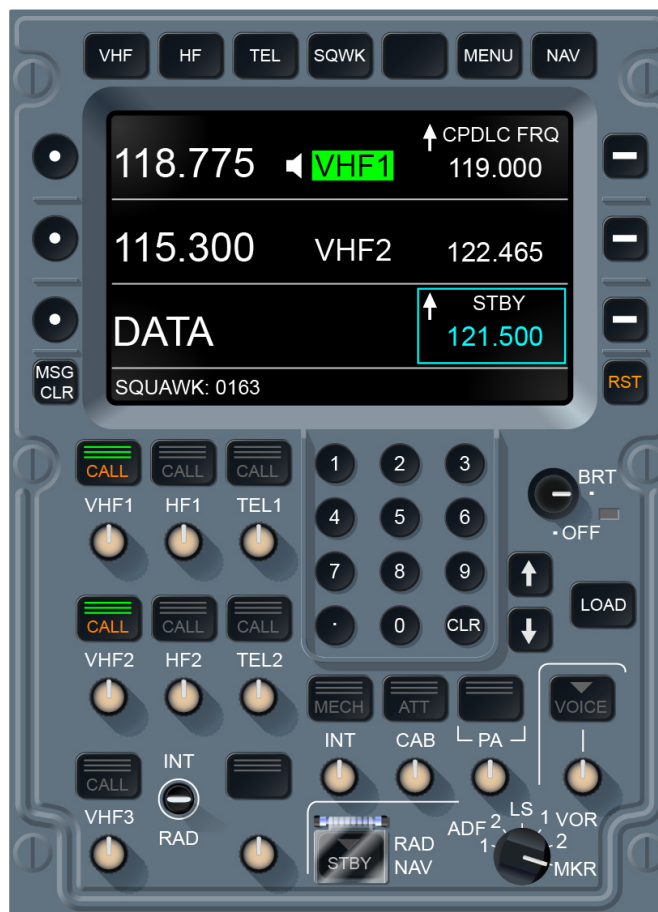 VHF HF TEL SQWK MENU NAV
CPDLC FRQ
118.775 VHF1 119.000
115.300 VHF2 122.465
STBY
DATA 121.500
SQUAWK: 0163
MSG
CLR
RST
CALL CALL CALL
VHF1 HF1 TEL1
1 2 3
4 5 6
7 8 9
· 0 CLR
BRT
OFF
LOAD
CALL CALL CALL
VHF2 HF2 TEL2
MECH ATT VOICE
INT CAB PA
CALL
VHF3
INT
RAD
STBY
RAD
NAV
ADF 1 2 LS 1 2 VOR
MKR